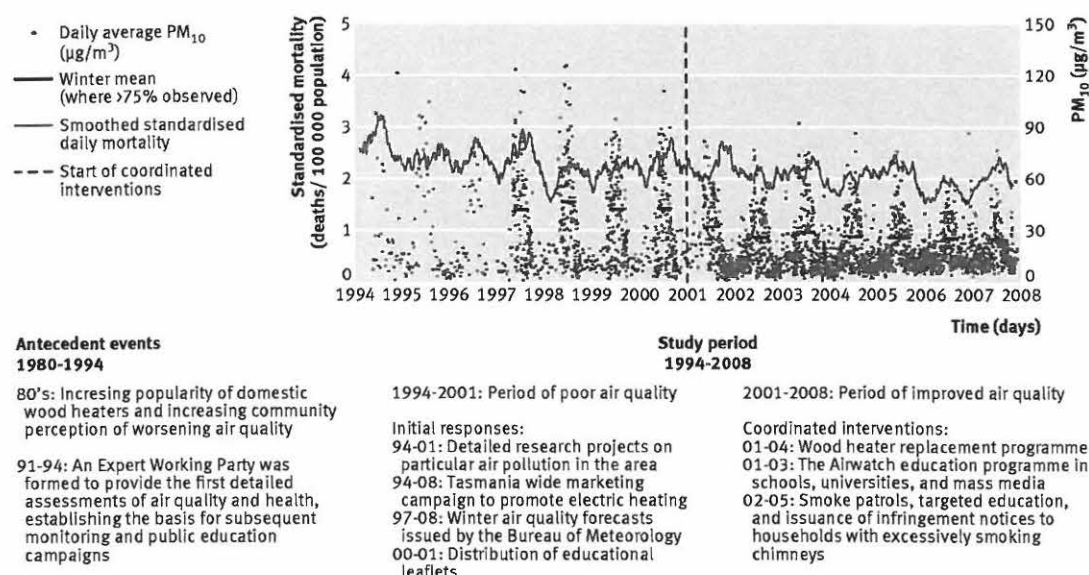 Daily average PM10
(µg/m³)
Winter mean
(where >75% observed)
Smoothed standardised
daily mortality
Start of coordinated
interventions
Standardised mortality
(deaths/ 100 000 population)
5
4
3
2
1
0
150
120
90
60
30
0
PM10 (µg/m³)
1994 1995 1996 1997 1998 1999 2000 2001 2002 2003 2004 2005 2006 2007 2008
Time (days)
Antecedent events
1980-1994
80's: Incresing popularity of domestic
wood heaters and increasing community
perception of worsening air quality
91-94: An Expert Working Party was
formed to provide the first detailed
assessments of air quality and health,
establishing the basis for subsequent
monitoring and public education
campaigns
Study period
1994-2008
1994-2001: Period of poor air quality
Initial responses:
94-01: Detailed research projects on
particular air pollution in the area
94-08: Tasmania wide marketing
campaign to promote electric heating
97-08: Winter air quality forecasts
issued by the Bureau of Meteorology
00-01: Distribution of educational
leaflets
2001-2008: Period of improved air quality
Coordinated interventions:
01-04: Wood heater replacement programme
01-03: The Airwatch education programme in
schools, universities, and mass media
02-05: Smoke patrols, targeted education,
and issuance of infringement notices to
households with excessively smoking
chimneys